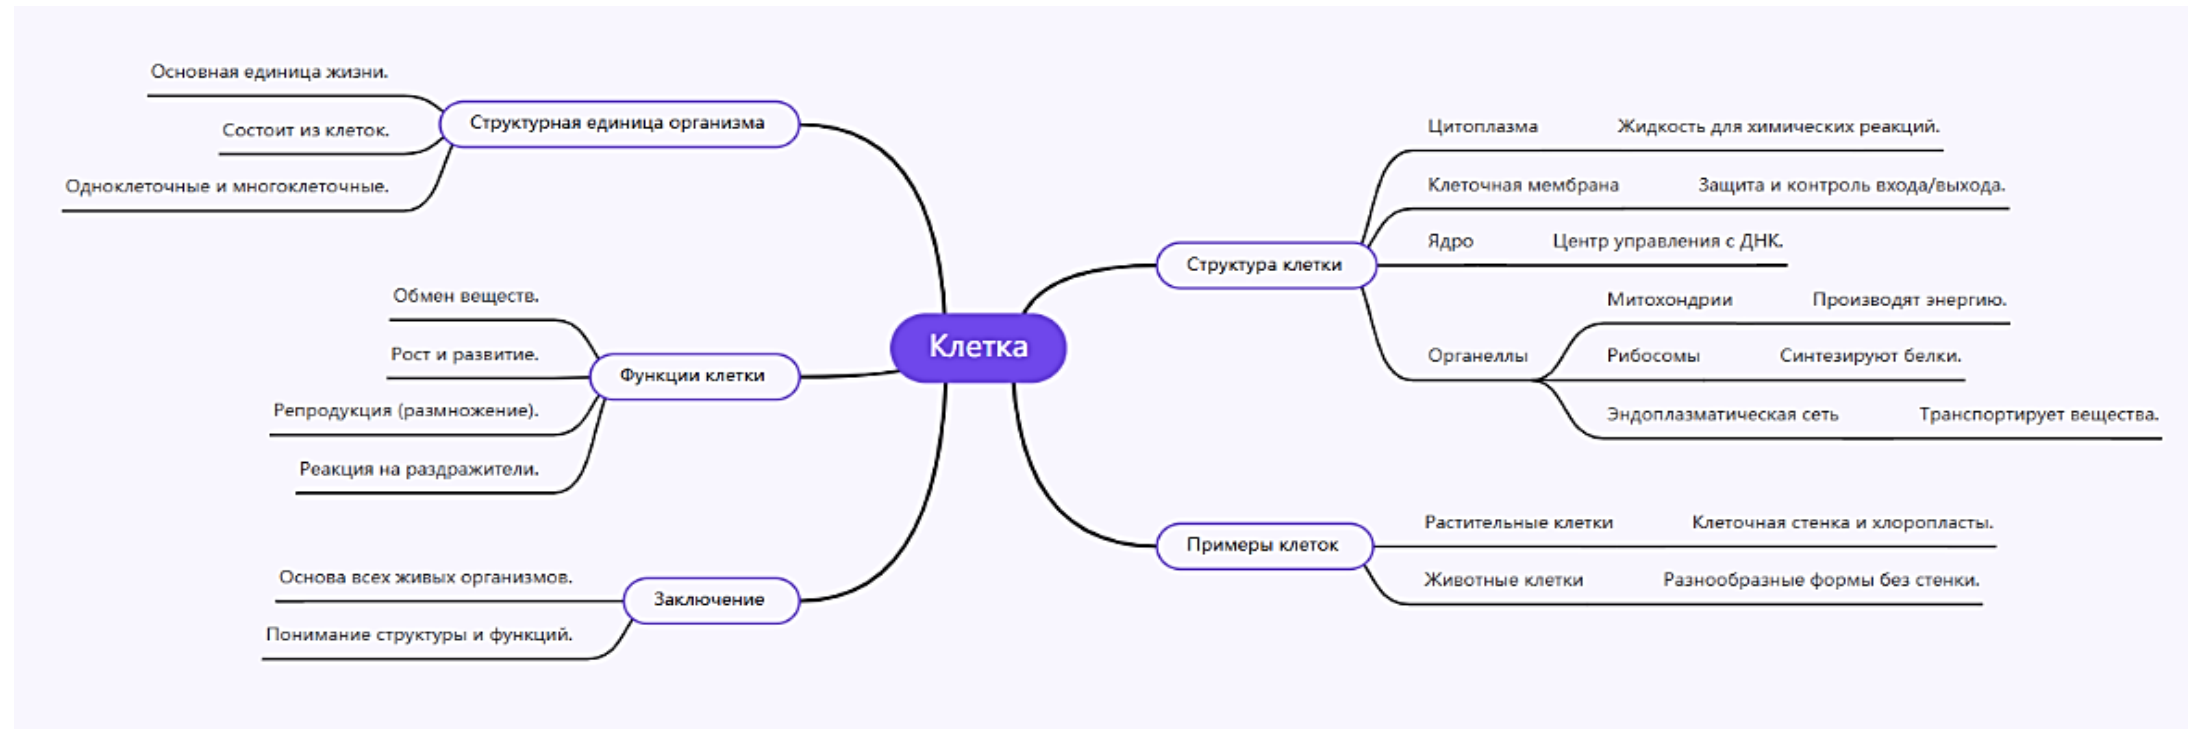 Клетка
Структурная единица организма
Основная единица жизни.
Состоит из клеток.
Одноклеточные и многоклеточные.
Функции клетки
Обмен веществ.
Рост и развитие.
Репродукция (размножение).
Реакция на раздражители.
Заключение
Основа всех живых организмов.
Понимание структуры и функций.
Структура клетки
Цитоплазма Жидкость для химических реакций.
Клеточная мембрана Защита и контроль входа/выхода.
Ядро Центр управления с ДНК.
Органеллы
Митохондрии Производят энергию.
Рибосомы Синтезируют белки.
Эндоплазматическая сеть Транспортирует вещества.
Примеры клеток
Растительные клетки Клеточная стенка и хлоропласты.
Животные клетки Разнообразные формы без стенки.